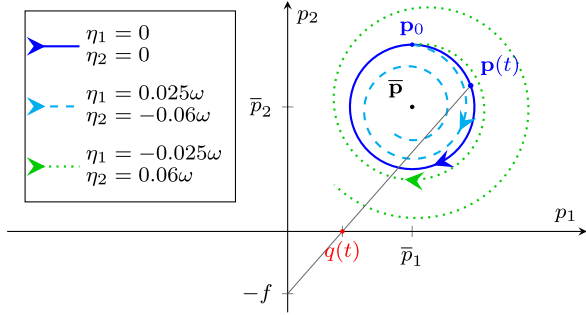 η₁ = 0
η₂ = 0
η₁ = 0.025ω
η₂ = −0.06ω
η₁ = −0.025ω
η₂ = 0.06ω
p₂
p₀
p(t)
p̅
p̅₂
p₁
q(t)
p̅₁
−f